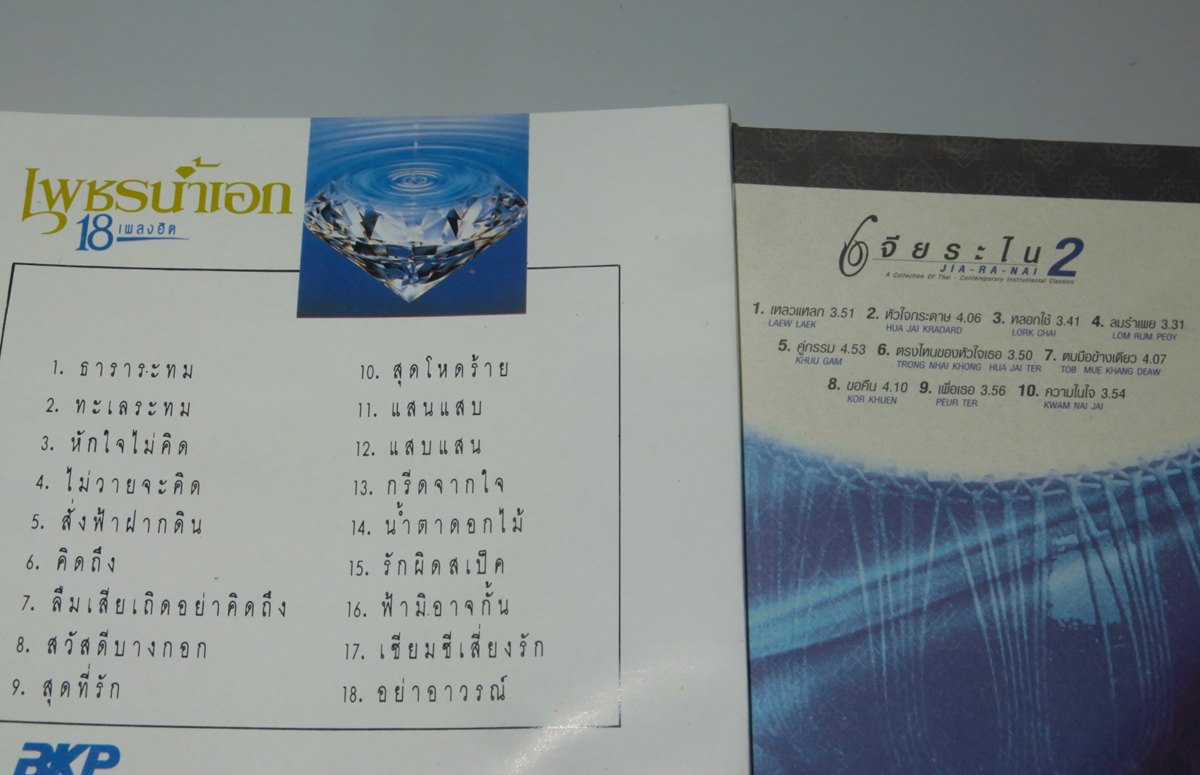 เพชรน้ำเอก
18 เพลงฮิต
1. ธาราระทม
2. ทะเลระทม
3. หักใจไม่คิด
4. ไม่วายจะคิด
5. สั่งฟ้าฝากดิน
6. คิดถึง
7. ลืมเสียเถิดอย่าคิดถึง
8. สวัสดีบางกอก
9. สุดที่รัก
10. สุดโหดร้าย
11. แสนแสบ
12. แสบแสน
13. กรีดจากใจ
14. น้ำตาดอกไม้
15. รักผิดสเป็ค
16. ฟ้ามิอาจกั้น
17. เซียมซีเสี่ยงรัก
18. อย่าอาวรณ์
BKP
จียระไน 2
JIA-RA-NAI
A Collection Of Thai - Contemporary Instrumental Classics
1. เหลวแหลก 3.51 2. หัวใจกระดาษ 4.06 3. หลอกใช้ 3.41 4. ลมรำเพย 3.31
LAEW LAEK HUA JAI KRADARD LORK CHAI LOM RUM PEOY
5. คู่กรรม 4.53 6. ตรงไหนของหัวใจเธอ 3.50 7. ตบมือข้างเดียว 4.07
KHUU GAM TRONG NHAI KHONG HUA JAI TER TOB MUE KHANG DEAW
8. ขอคืน 4.10 9. เพื่อเธอ 3.56 10. ความในใจ 3.54
KOR KHUEN PEUR TER KWAM NAI JAI